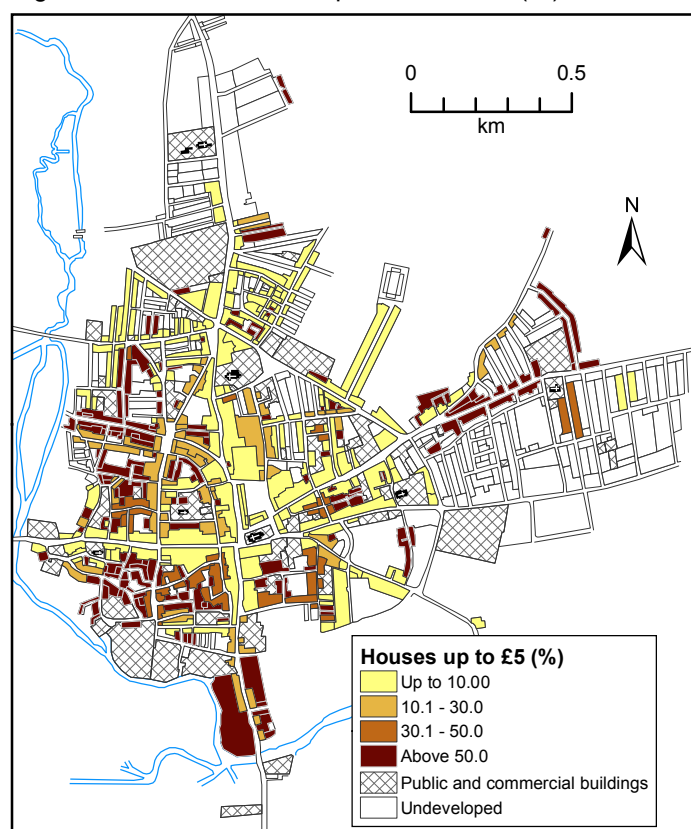 0 0.5
km
N
Houses up to £5 (%)
Up to 10.00
10.1 - 30.0
30.1 - 50.0
Above 50.0
Public and commercial buildings
Undeveloped